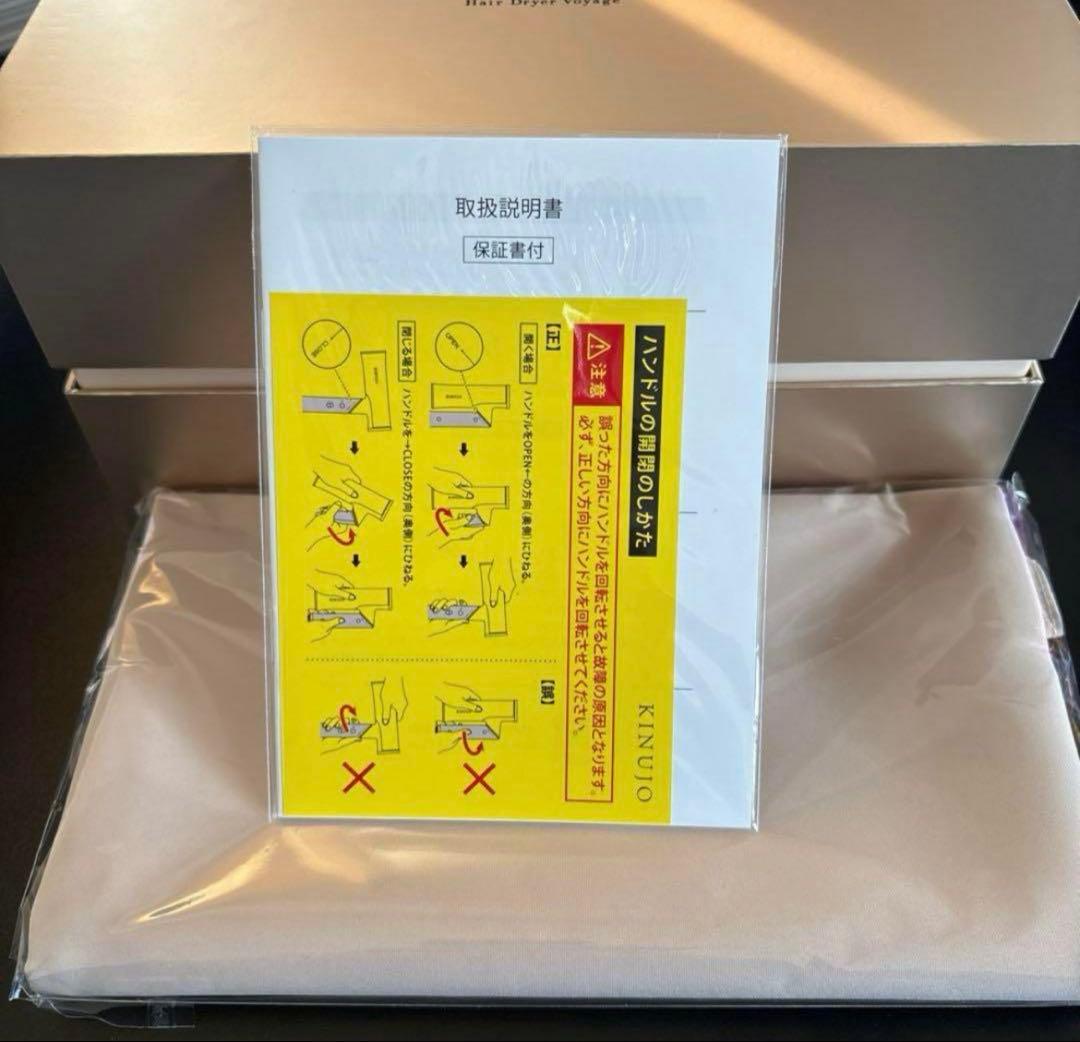 Hair Dryer Voyage
取扱説明書
保証書付
ハンドルの開閉のしかた
KINUJO
注意
誤った方向にハンドルを回転させると故障の原因となります。
必ず、正しい方向にハンドルを回転させてください。
【正】
開く場合
ハンドルをOPEN←の方向(裏側)にひねる。
OPEN
閉じる場合
ハンドルを→CLOSEの方向(裏側)にひねる。
CLOSE
【誤】